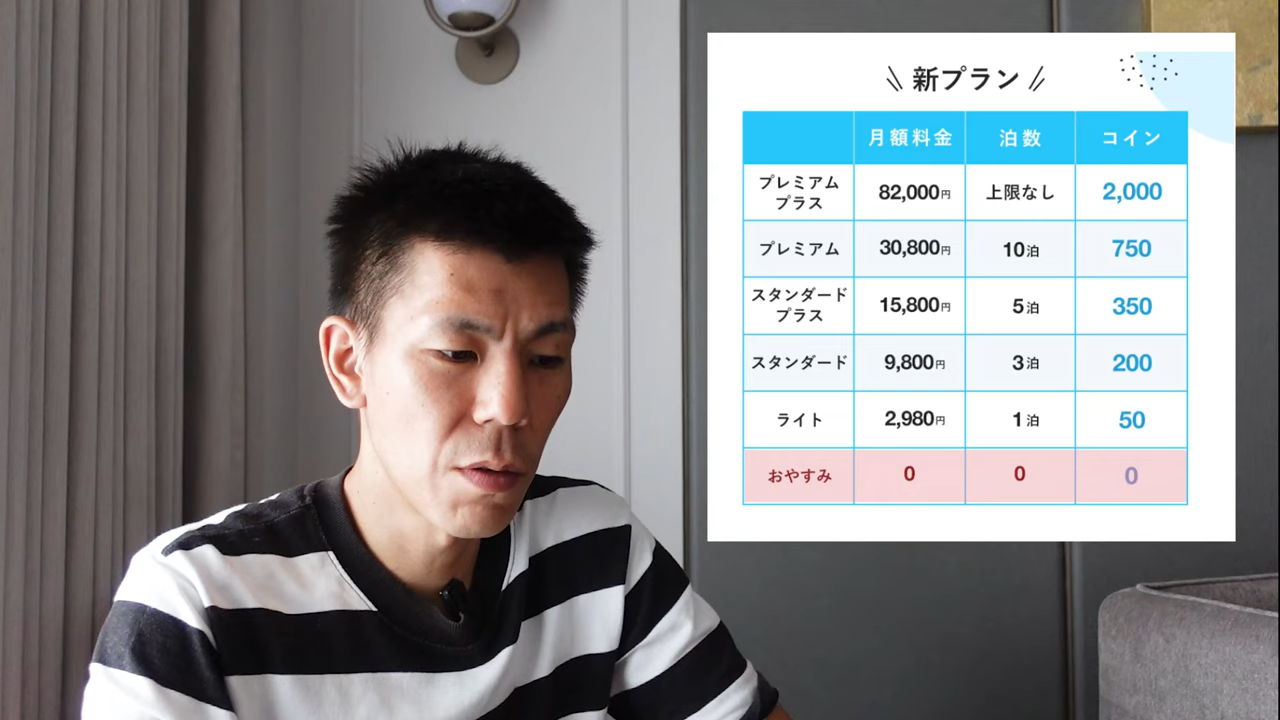 新プラン
月額料金 泊数 コイン
プレミアム
プラス 82,000円 上限なし 2,000
プレミアム 30,800円 10泊 750
スタンダード
プラス 15,800円 5泊 350
スタンダード 9,800円 3泊 200
ライト 2,980円 1泊 50
おやすみ 0 0 0